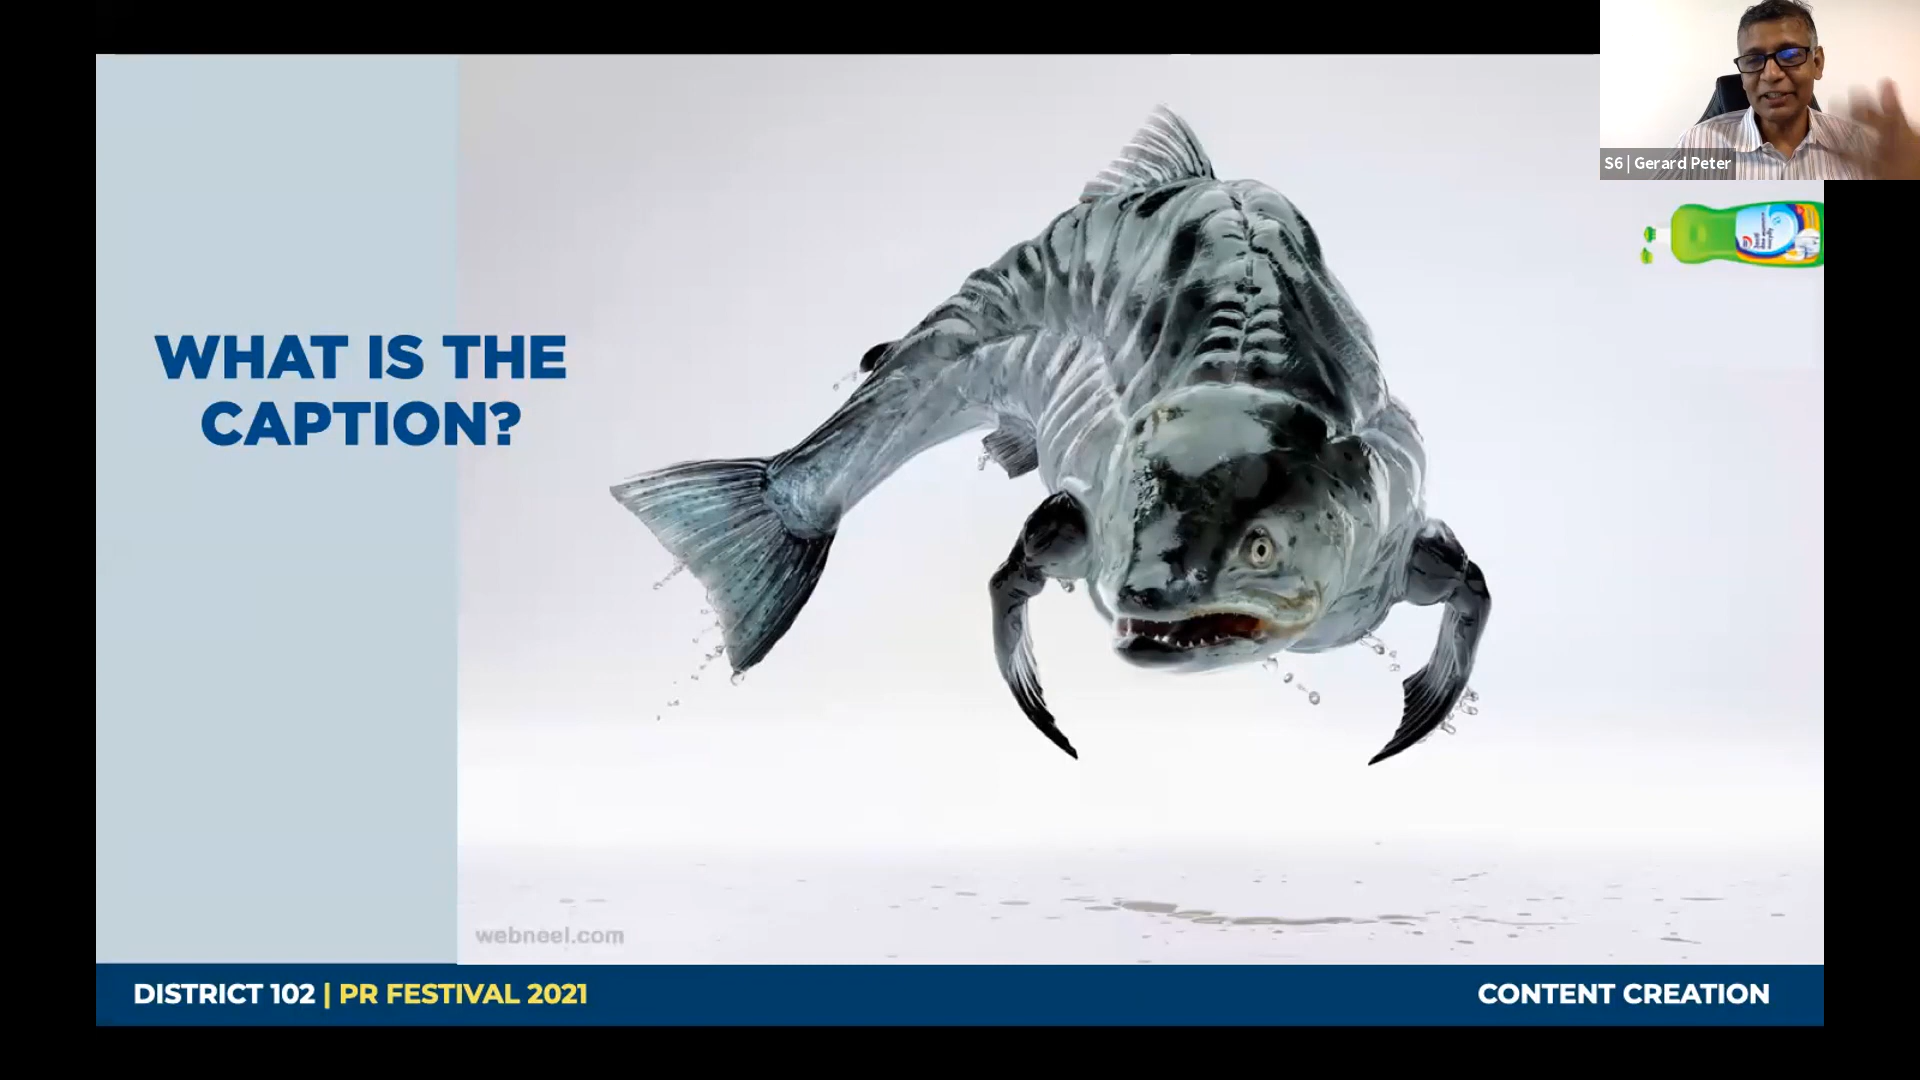 S6 | Gerard Peter
WHAT IS THE
CAPTION?
webneel.com
DISTRICT 102 | PR FESTIVAL 2021
CONTENT CREATION